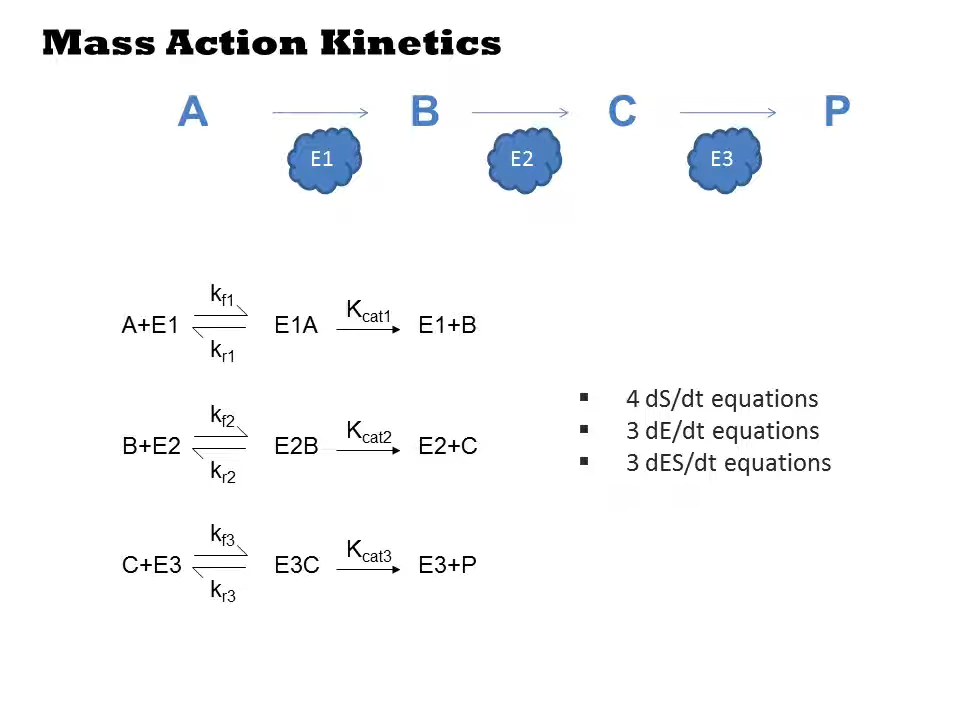 Mass Action Kinetics
A B C P
E1 E2 E3
kf1
A+E1 E1A Kcat1 E1+B
kr1
kf2
B+E2 E2B Kcat2 E2+C
kr2
kf3
C+E3 E3C Kcat3 E3+P
kr3
▪ 4 dS/dt equations
▪ 3 dE/dt equations
▪ 3 dES/dt equations